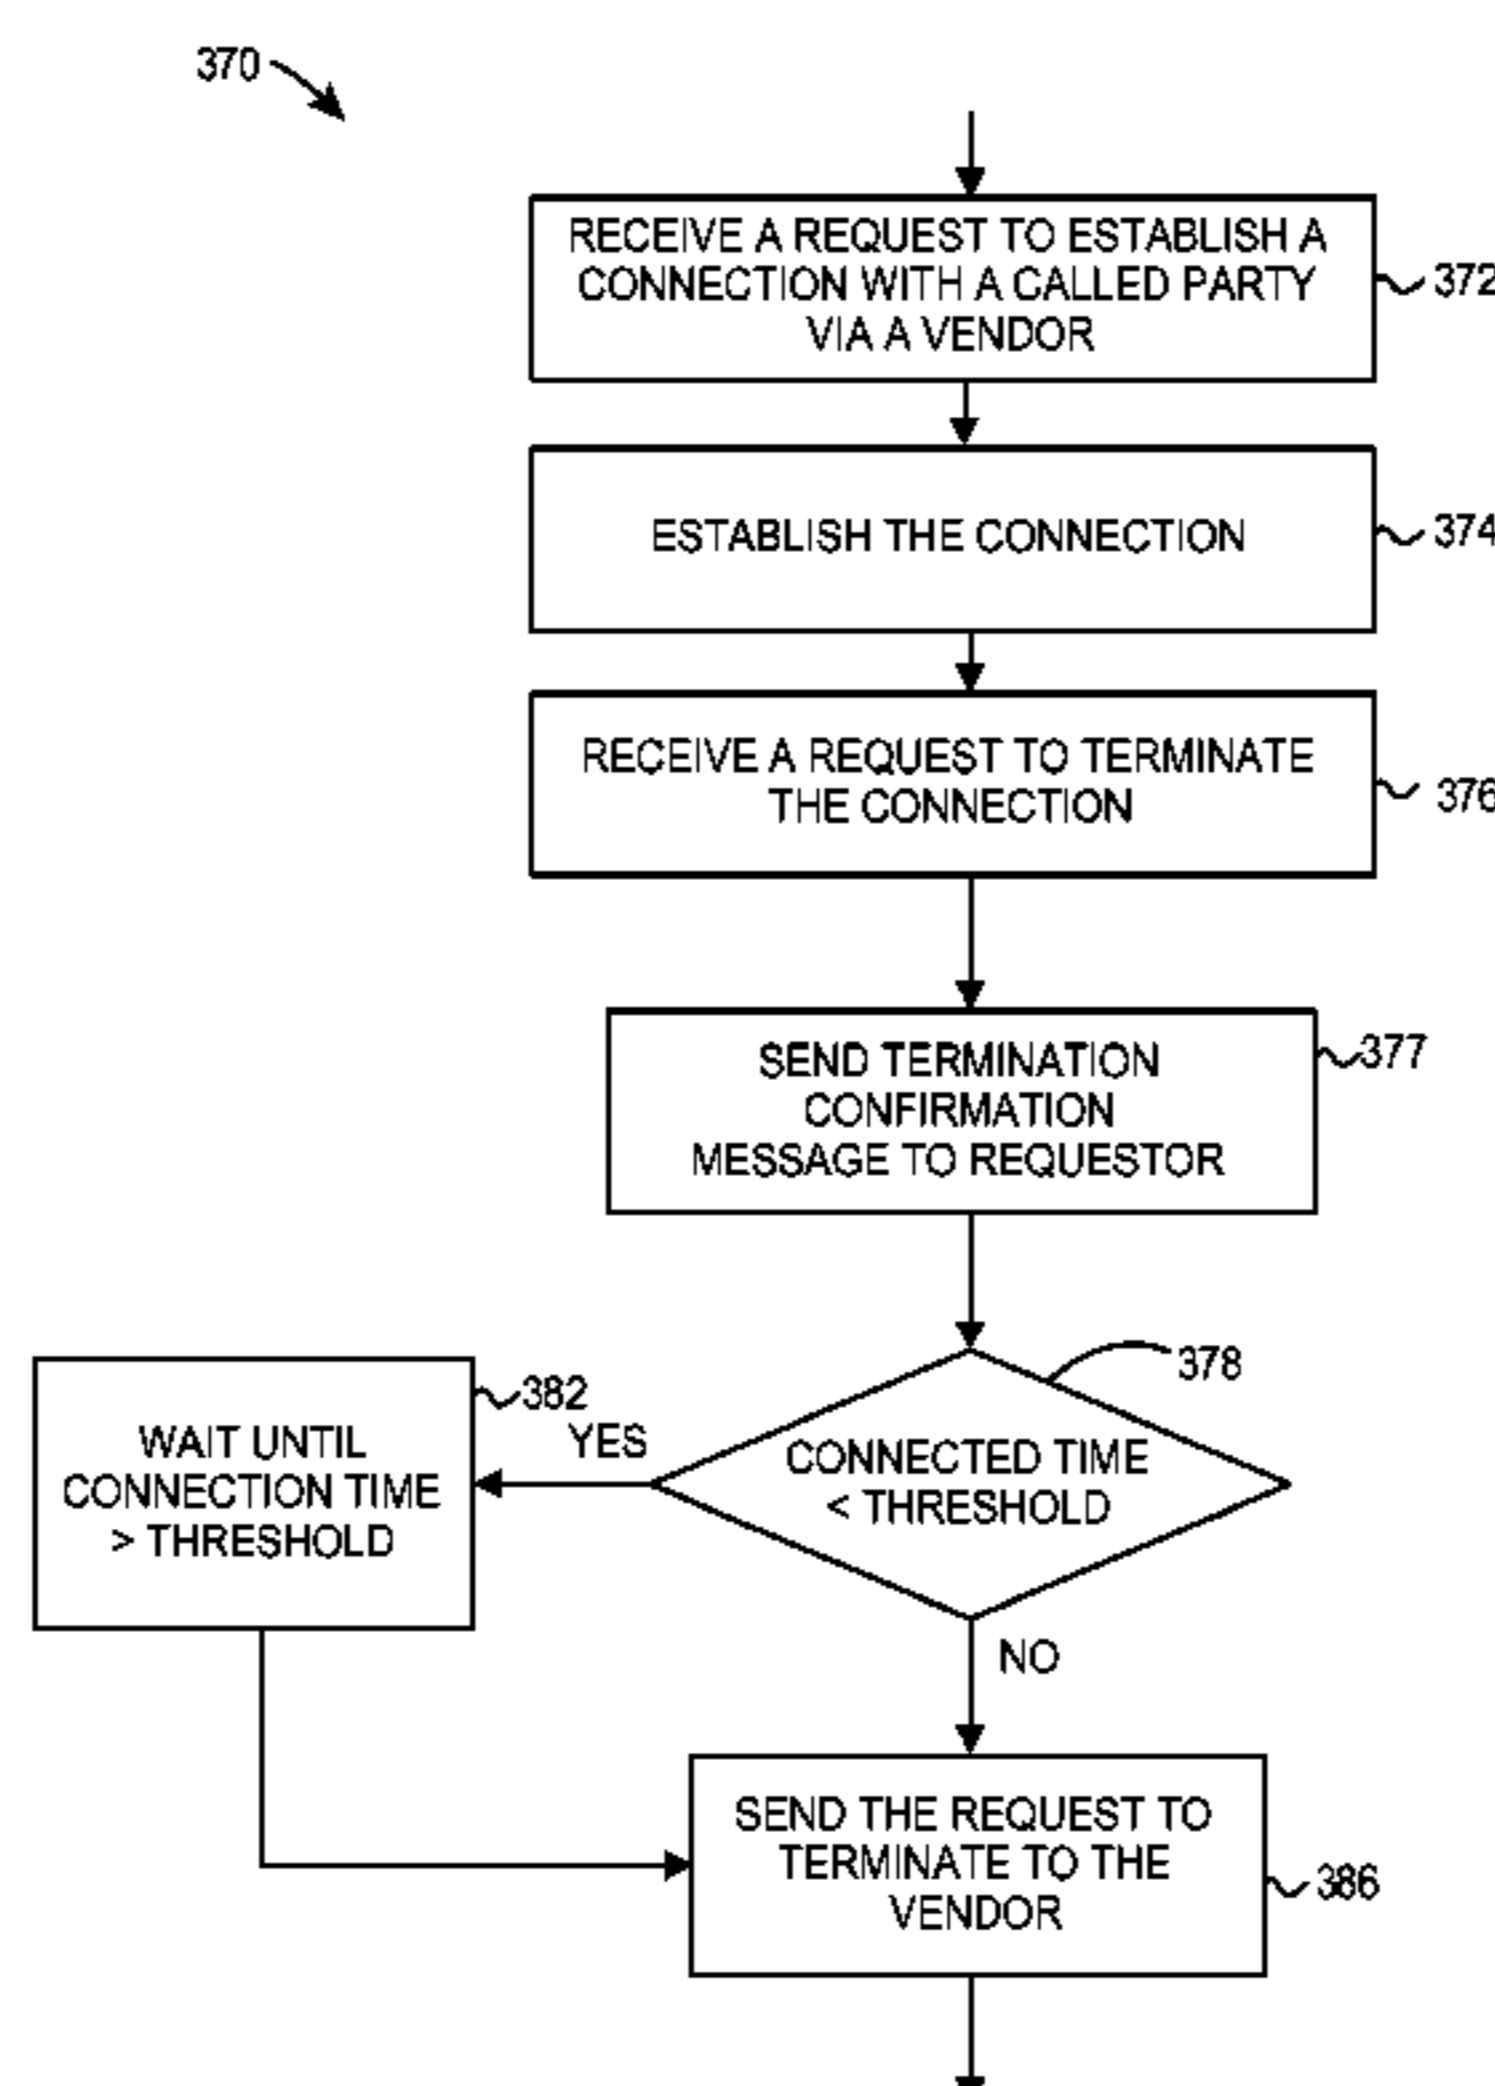 370
RECEIVE A REQUEST TO ESTABLISH A
CONNECTION WITH A CALLED PARTY
VIA A VENDOR
372
ESTABLISH THE CONNECTION
374
RECEIVE A REQUEST TO TERMINATE
THE CONNECTION
376
SEND TERMINATION
CONFIRMATION
MESSAGE TO REQUESTOR
377
378
CONNECTED TIME
< THRESHOLD
YES
382
WAIT UNTIL
CONNECTION TIME
> THRESHOLD
NO
SEND THE REQUEST TO
TERMINATE TO THE
VENDOR
386